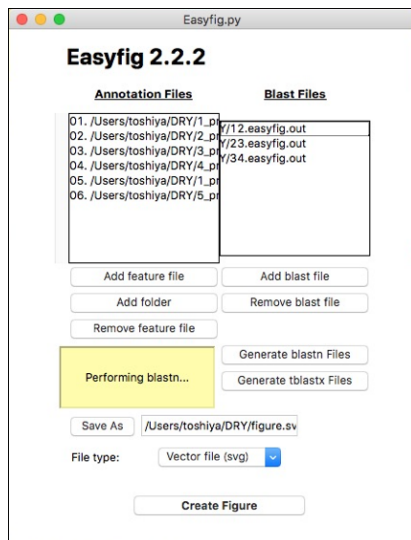 Easyfig.py
Easyfig 2.2.2
Annotation Files
Blast Files
01. /Users/toshiya/DRY/1_pr
02. /Users/toshiya/DRY/2_pr
03. /Users/toshiya/DRY/3_pr
04. /Users/toshiya/DRY/4_pr
05. /Users/toshiya/DRY/1_pr
06. /Users/toshiya/DRY/5_pr
Y/12.easyfig.out
Y/23.easyfig.out
Y/34.easyfig.out
Add feature file
Add blast file
Add folder
Remove blast file
Remove feature file
Generate blastn Files
Performing blastn...
Generate tblastx Files
Save As
/Users/toshiya/DRY/figure.sv
File type:
Vector file (svg)
Create Figure